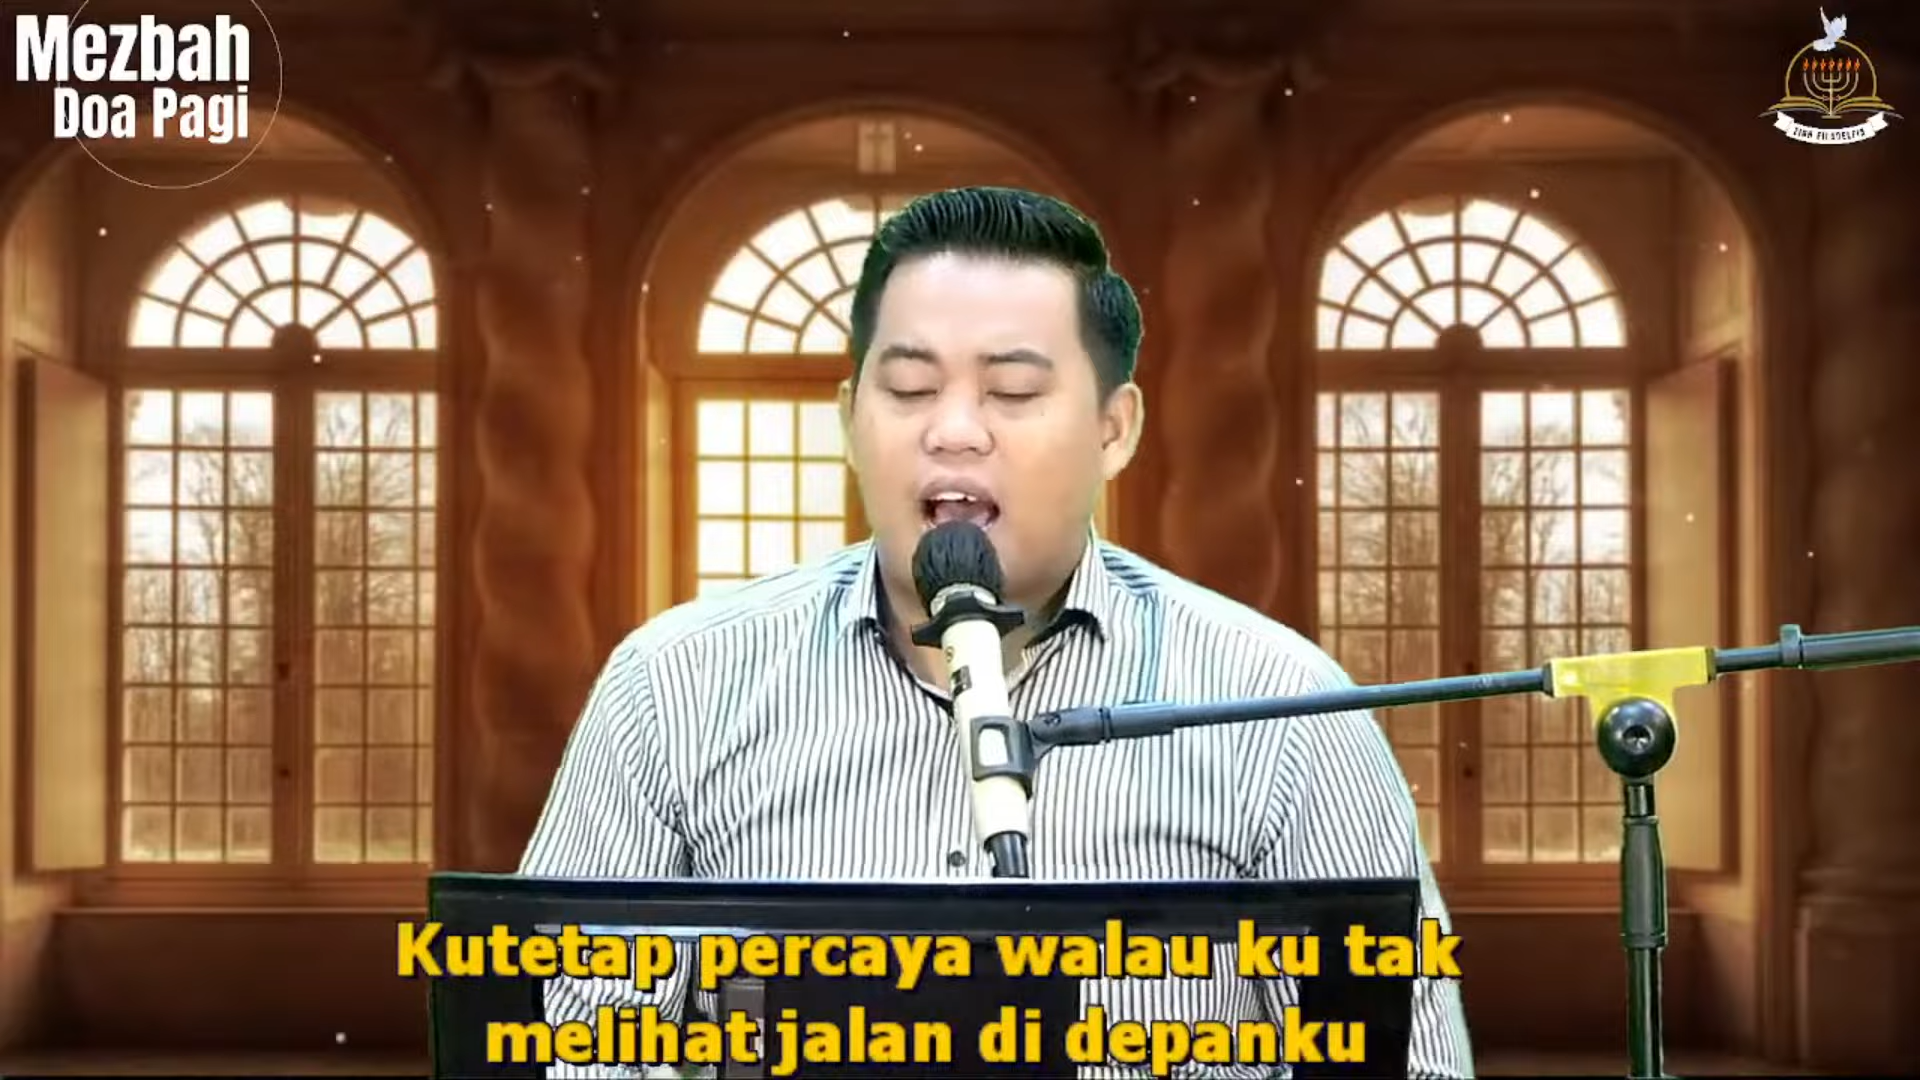 Mezbah
Doa Pagi
Kutetap percaya walau ku tak
melihat jalan di depanku